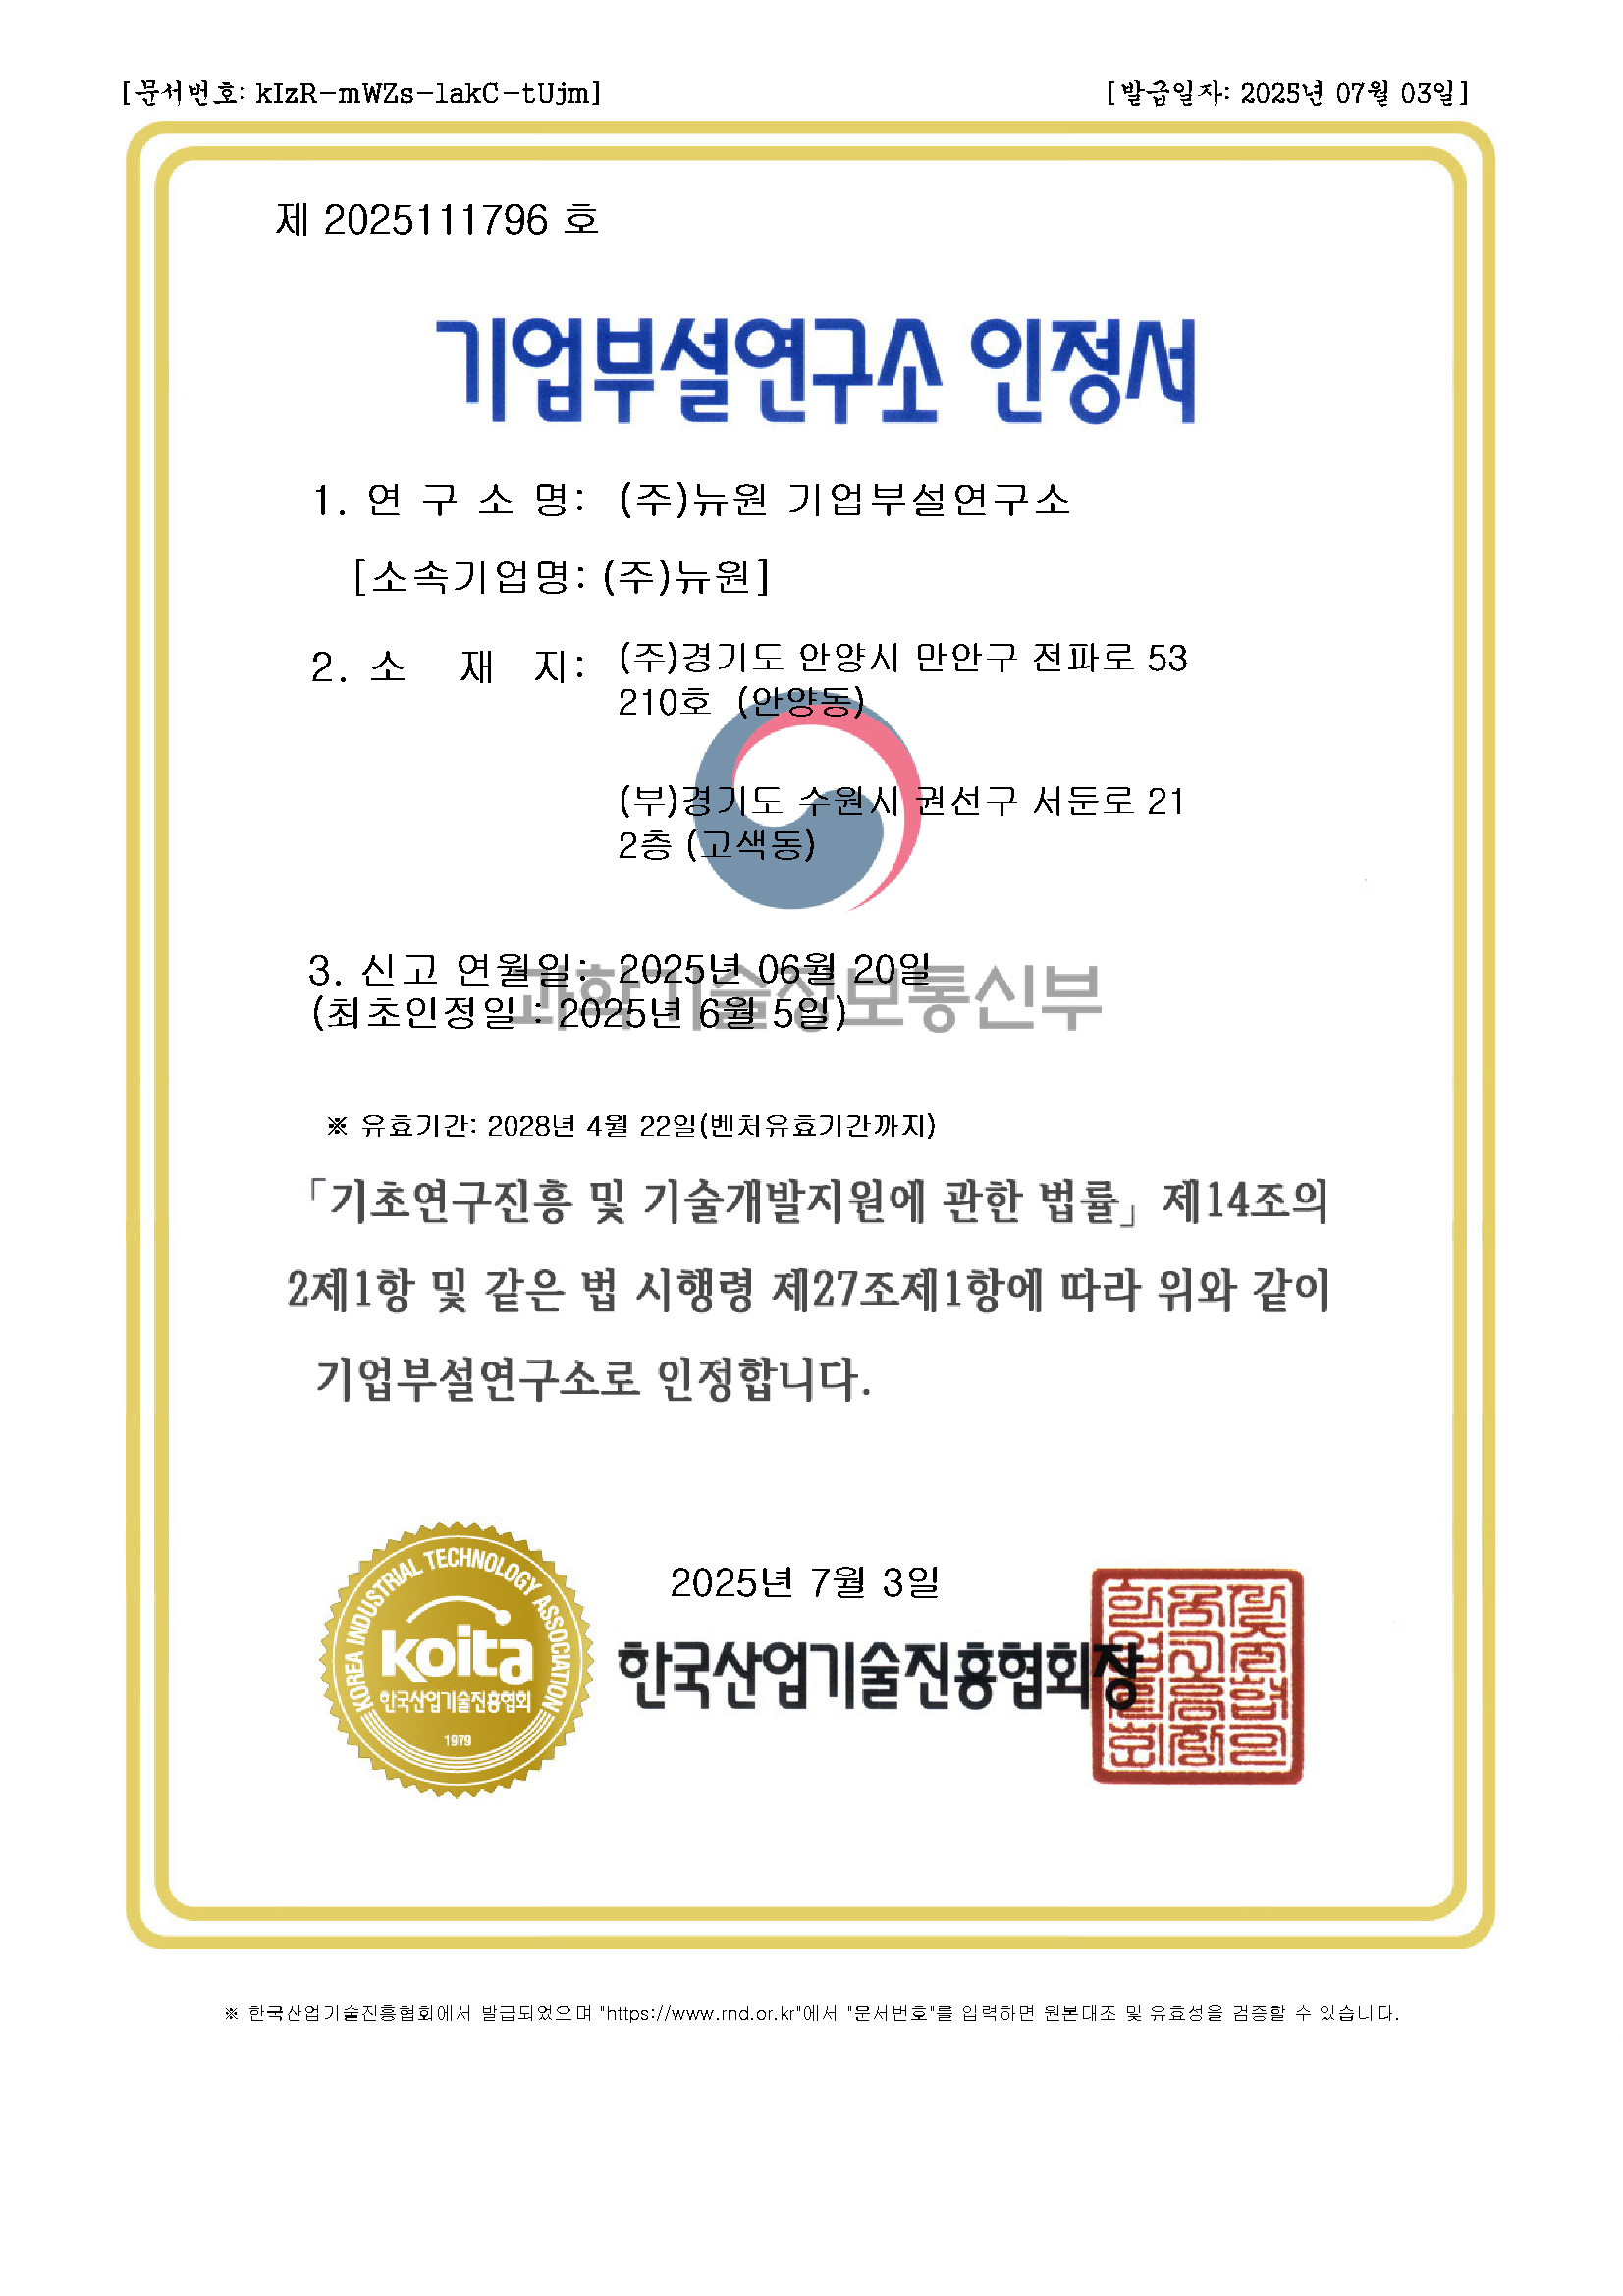 [문서번호: kIzR-mWZs-lakC-tUjm]
[발급일자: 2025년 07월 03일]
제 2025111796 호
기업부설연구소 인정서
1. 연 구 소 명: (주)뉴원 기업부설연구소
[소속기업명: (주)뉴원]
2. 소 재 지: (주)경기도 안양시 만안구 전파로 53
210호 (안양동)
(부)경기도 수원시 권선구 서둔로 21
2층 (고색동)
3. 신고 연월일: 2025년 06월 20일
(최초인정일 : 2025년 6월 5일)
과학기술정보통신부
※ 유효기간: 2028년 4월 22일(벤처유효기간까지)
「기초연구진흥 및 기술개발지원에 관한 법률」 제14조의
2제1항 및 같은 법 시행령 제27조제1항에 따라 위와 같이
기업부설연구소로 인정합니다.
2025년 7월 3일
한국산업기술진흥협회장
KOREA INDUSTRIAL TECHNOLOGY ASSOCIATION
koita
한국산업기술진흥협회
1979
※ 한국산업기술진흥협회에서 발급되었으며 "https://www.rnd.or.kr"에서 "문서번호"를 입력하면 원본대조 및 유효성을 검증할 수 있습니다.